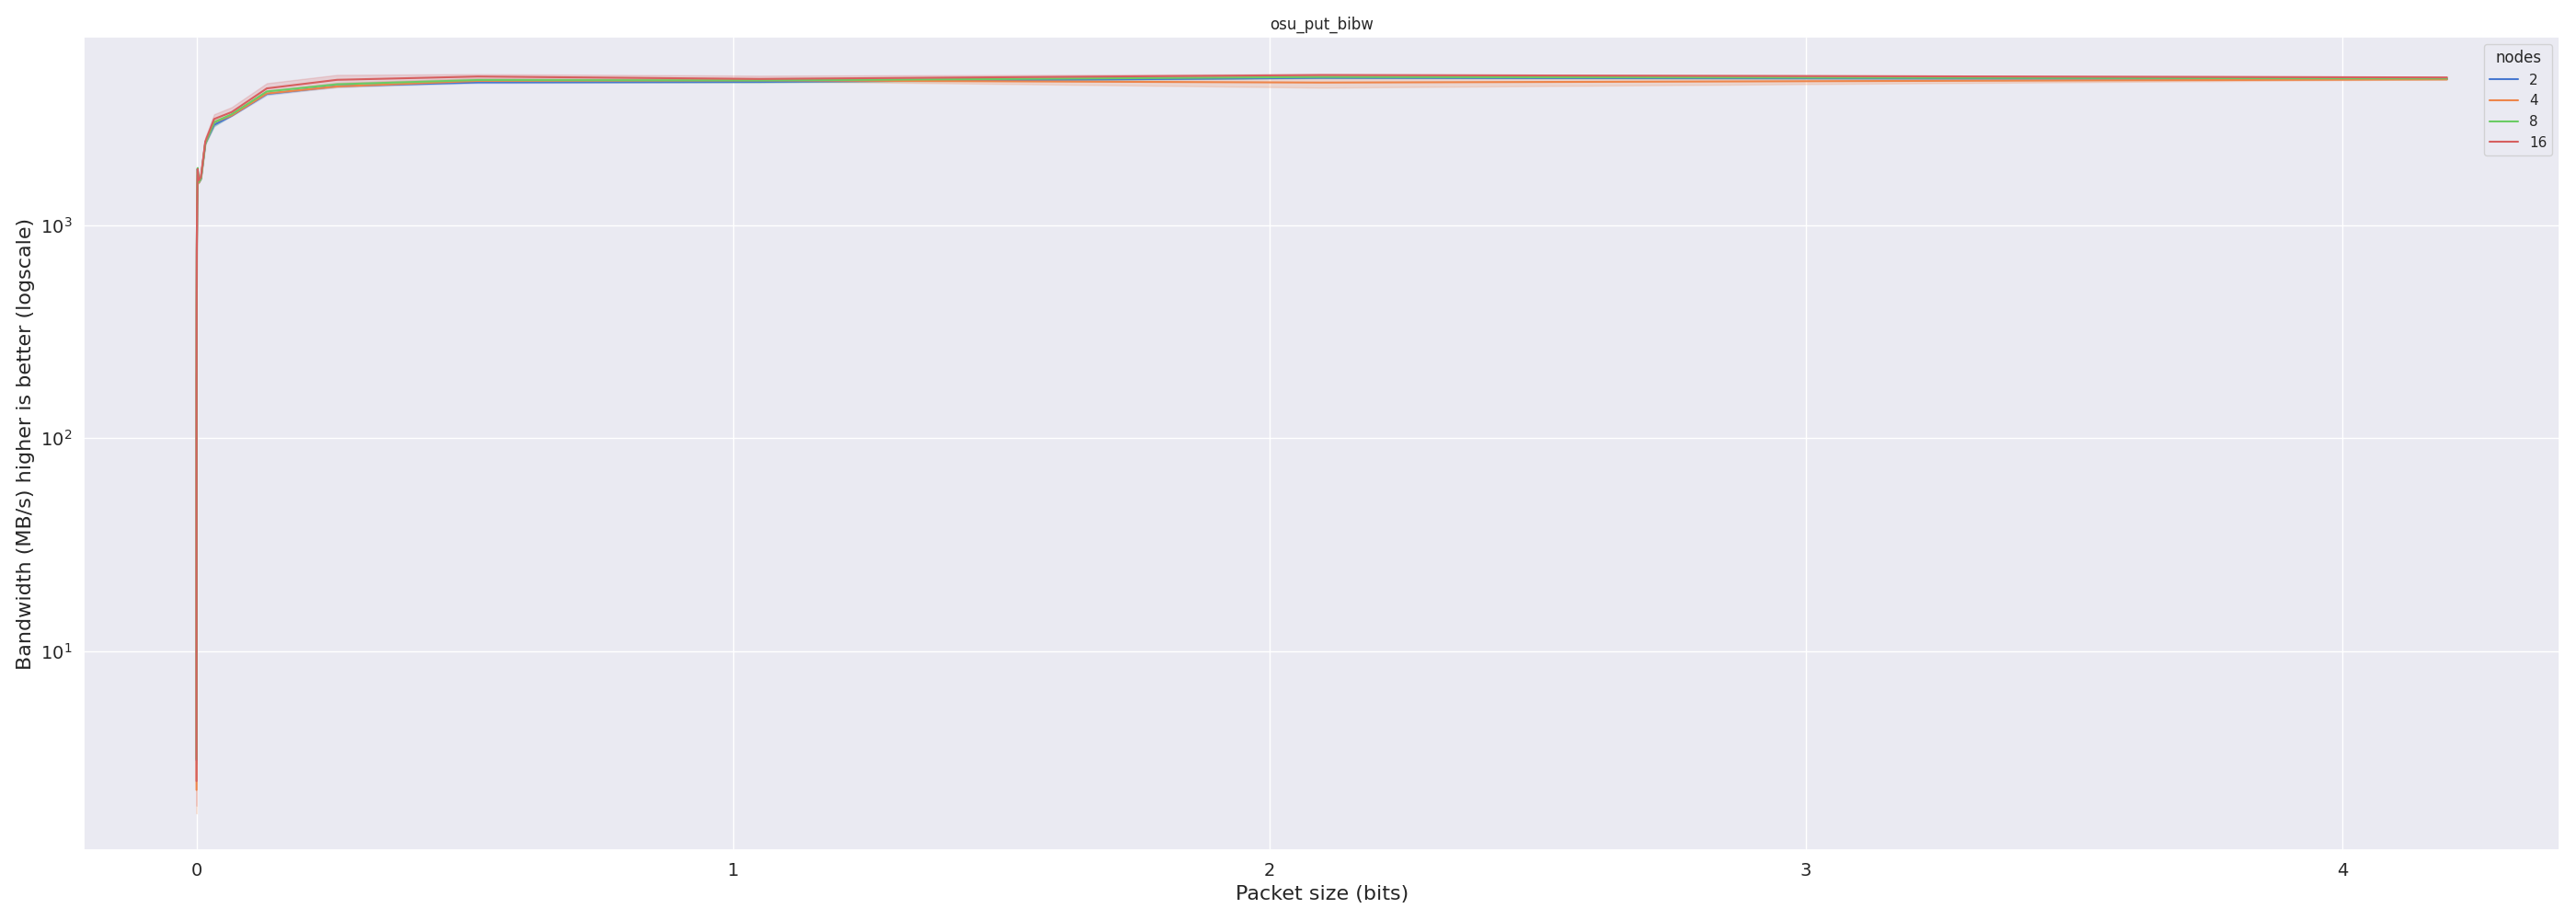 osu_put_bibw
nodes
2
4
8
16
Bandwidth (MB/s) higher is better (logscale)
10³
10²
10¹
0 1 2 3 4
Packet size (bits)